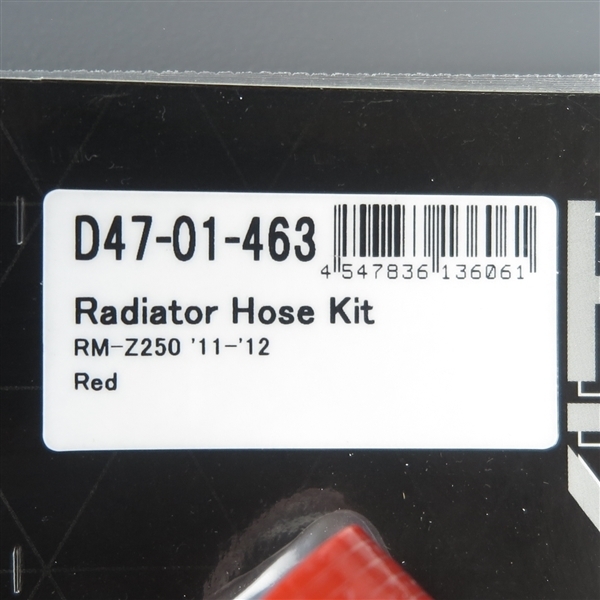 D47-01-463
4 547836 136061
Radiator Hose Kit
RM-Z250 '11-'12
Red